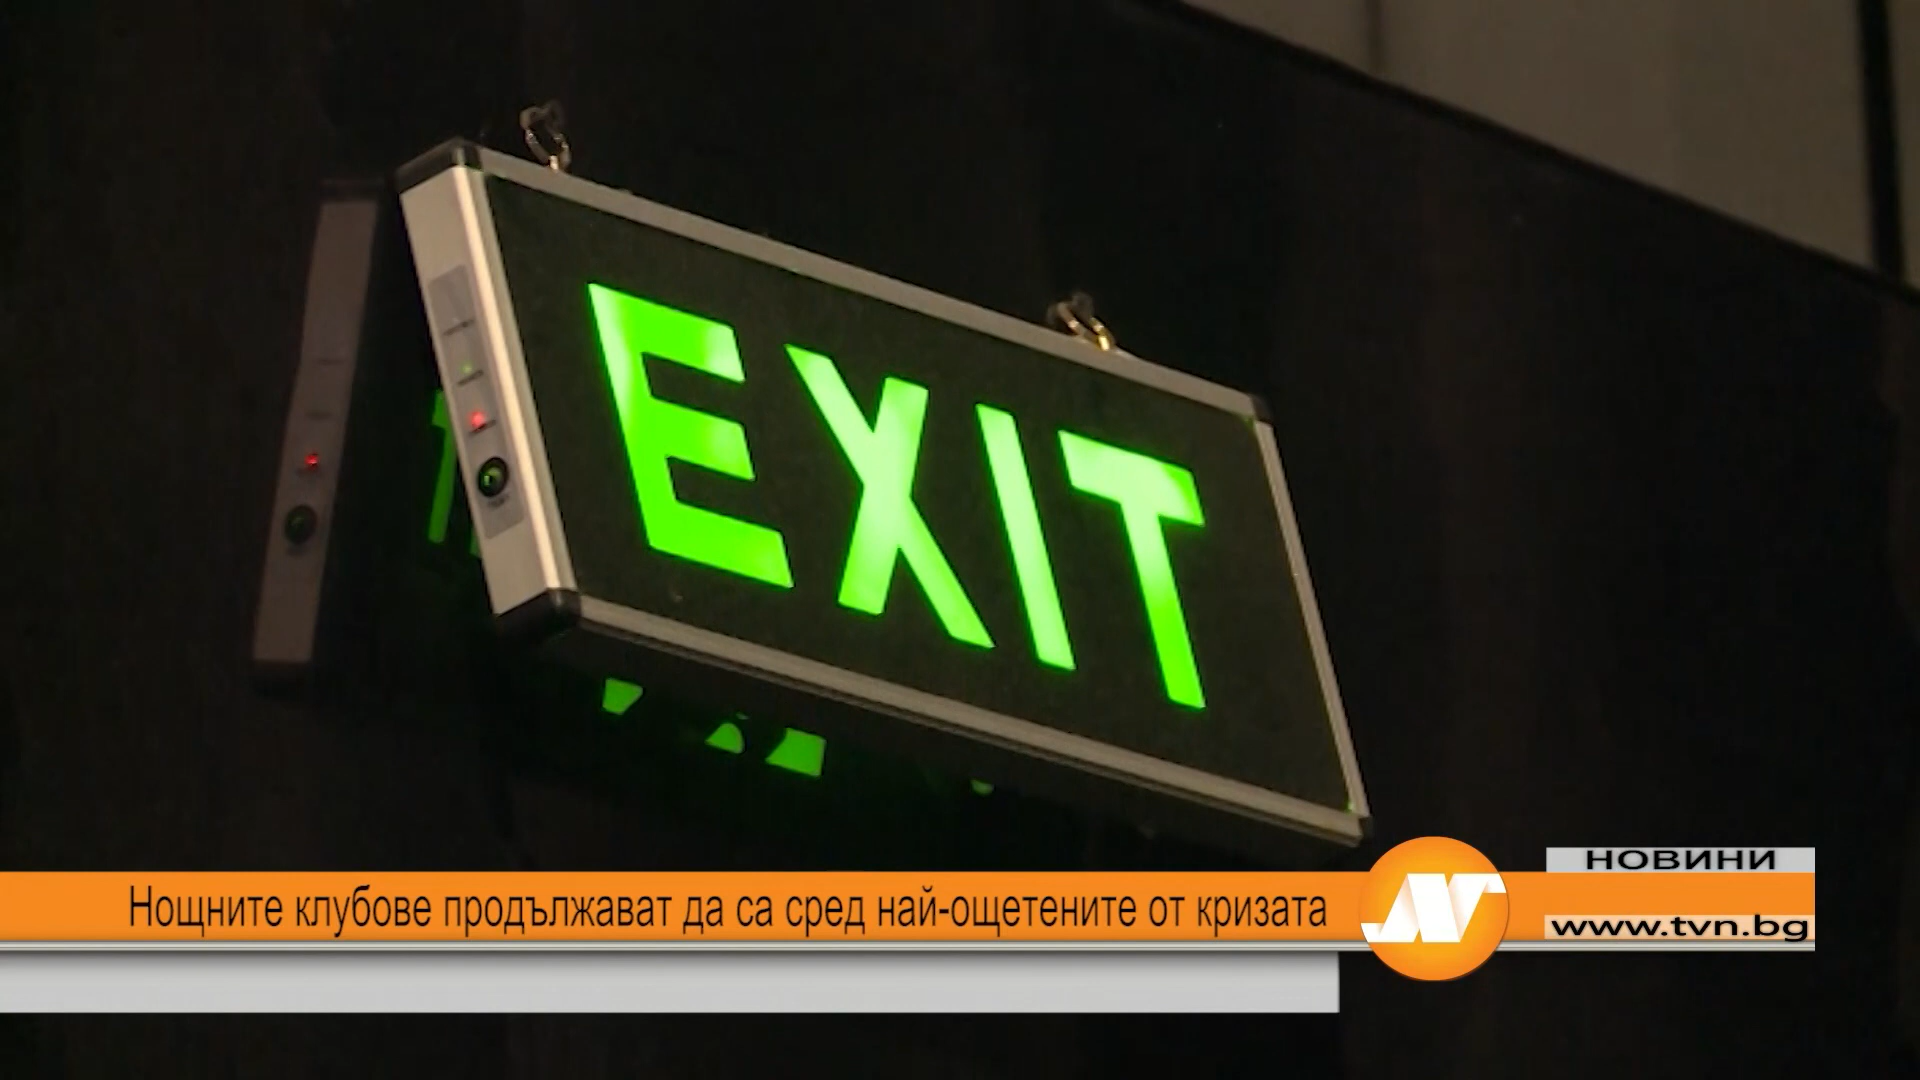 EXIT
НОВИНИ
Нощните клубове продължават да са сред най-ощетените от кризата
www.tvn.bg